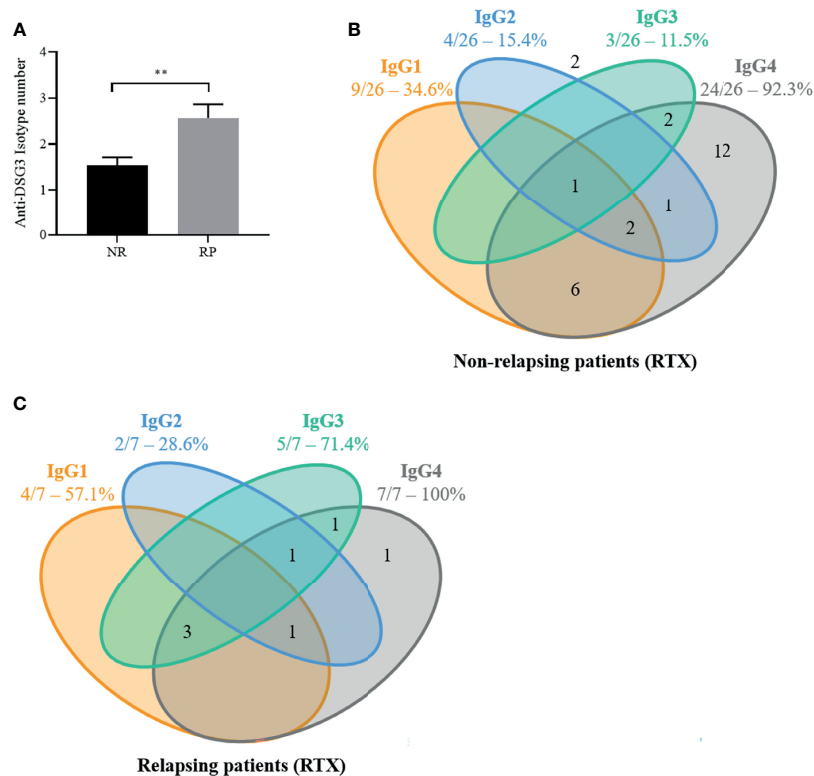 A
Anti-DSG3 Isotype number
4
3
2
1
0
**
NR
RP
B
IgG2
4/26 – 15.4%
IgG3
3/26 – 11.5%
IgG1
9/26 – 34.6%
IgG4
24/26 – 92.3%
2
2
12
1
1
2
6
Non-relapsing patients (RTX)
C
IgG2
2/7 – 28.6%
IgG3
5/7 – 71.4%
IgG1
4/7 – 57.1%
IgG4
7/7 – 100%
1
1
1
3
1
Relapsing patients (RTX)